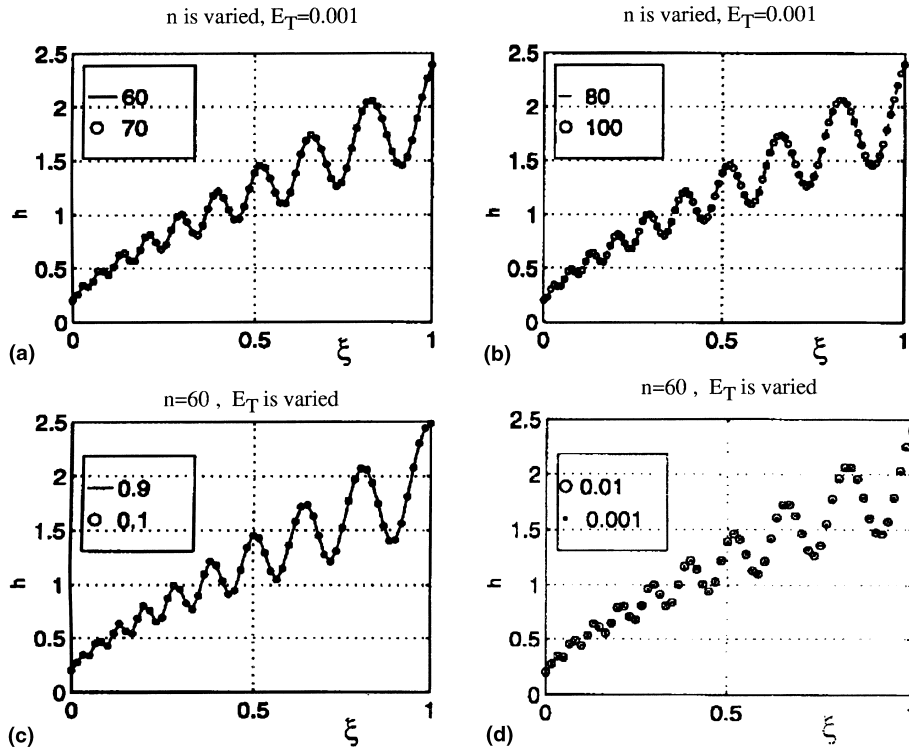 n is varied, E_T=0.001
2.5
2
1.5
1
0.5
0
h
60
70
0
0.5
1
ξ
(a)
n is varied, E_T=0.001
2.5
2
1.5
1
0.5
0
h
80
100
0
0.5
1
ξ
(b)
n=60 , E_T is varied
2.5
2
1.5
1
0.5
0
h
0.9
0.1
0
0.5
1
ξ
(c)
n=60 , E_T is varied
2.5
2
1.5
1
0.5
0
h
0.01
0.001
0
0.5
1
ξ
(d)